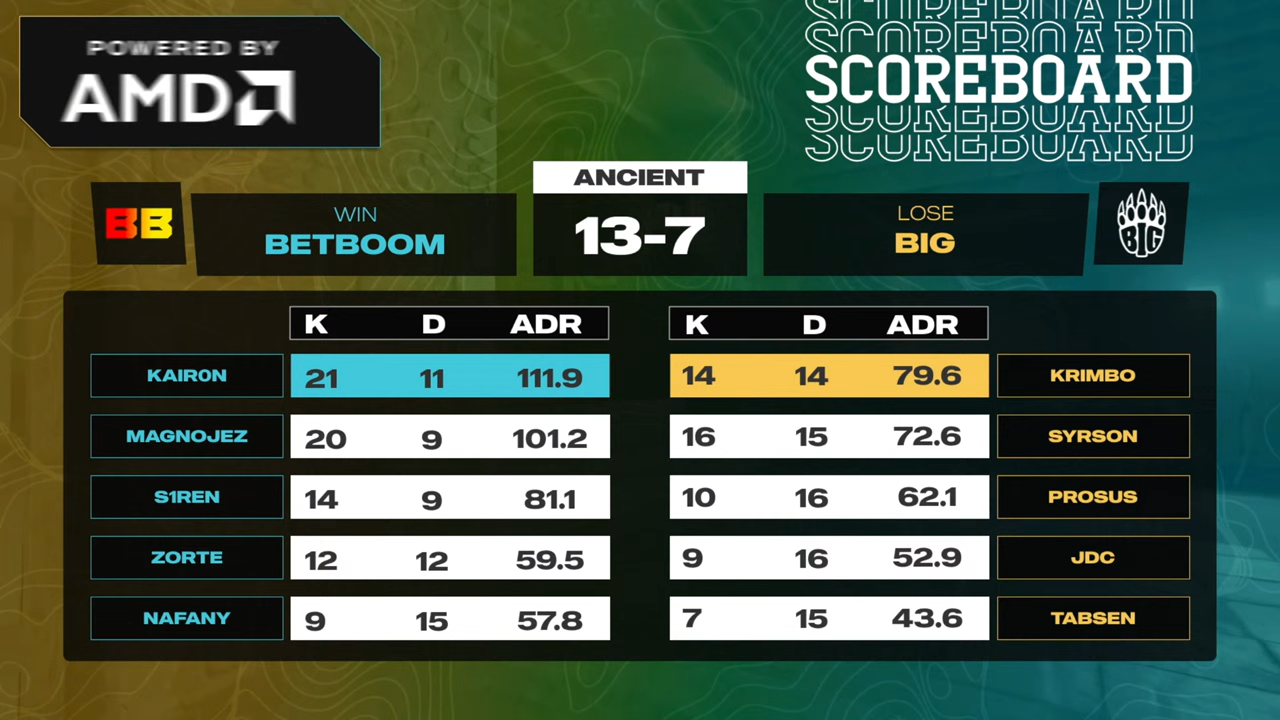 POWERED BY
AMD
SCOREBOARD
SCOREBOARD
SCOREBOARD
SCOREBOARD
SCOREBOARD
ANCIENT
BB
WIN
BETBOOM
13-7
LOSE
BIG
BIG
K D ADR K D ADR
KAIR0N 21 11 111.9 14 14 79.6 KRIMBO
MAGNOJEZ 20 9 101.2 16 15 72.6 SYRSON
S1REN 14 9 81.1 10 16 62.1 PROSUS
ZORTE 12 12 59.5 9 16 52.9 JDC
NAFANY 9 15 57.8 7 15 43.6 TABSEN